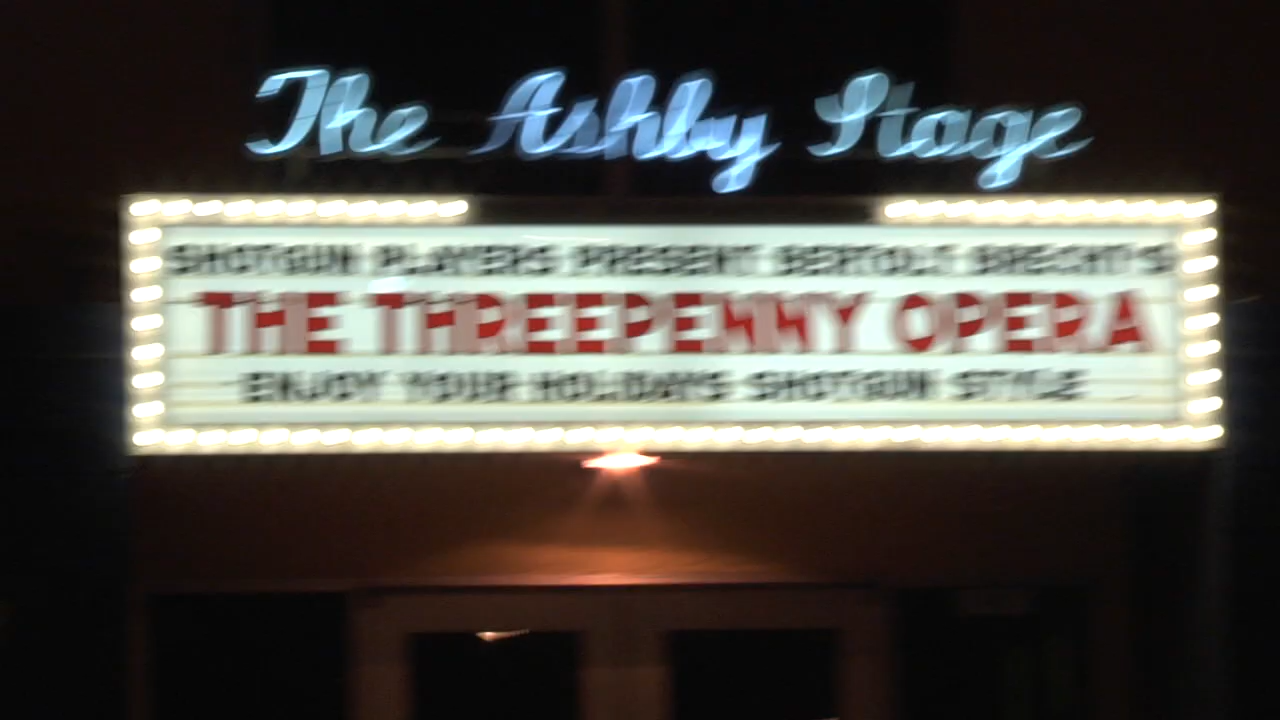 The Ashby Stage
SHOTGUN PLAYERS PRESENT BERTOLT BRECHT'S
THE THREEPENNY OPERA
ENJOY YOUR HOLIDAYS SHOTGUN STYLE